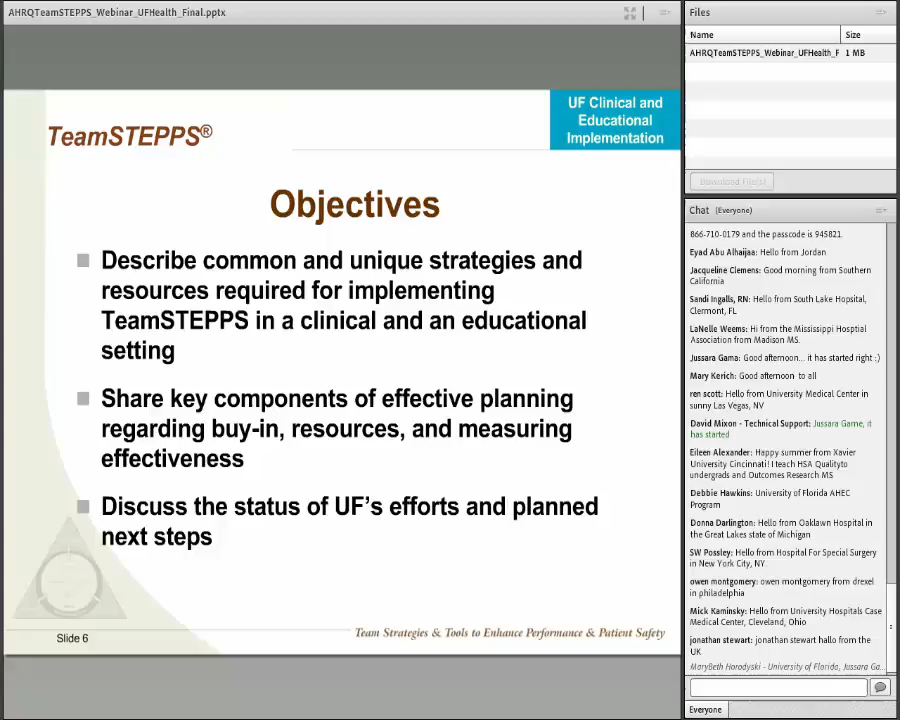 AHRQTeamSTEPPS_Webinar_UFHealth_Final.pptx
UF Clinical and
Educational
Implementation
TeamSTEPPS®
Objectives
Describe common and unique strategies and
resources required for implementing
TeamSTEPPS in a clinical and an educational
setting
Share key components of effective planning
regarding buy-in, resources, and measuring
effectiveness
Discuss the status of UF's efforts and planned
next steps
Team Strategies & Tools to Enhance Performance & Patient Safety
Slide 6
Files
Name Size
AHRQTeamSTEPPS_Webinar_UFHealth_F 1 MB
Download File(s)
Chat (Everyone)
866-710-0179 and the passcode is 945821.
Eyad Abu Alhaijaa: Hello from Jordan
Jacqueline Clemens: Good morning from Southern
California
Sandi Ingalls, RN: Hello from South Lake Hopsital,
Clermont, FL
LaNelle Weems: Hi from the Mississippi Hosptial
Association from Madison MS.
Jussara Gama: Good afternoon... it has started right :)
Mary Kerich: Good afternoon to all
ren scott: Hello from University Medical Center in
sunny Las Vegas, NV
David Mixon - Technical Support: Jussara Game, it
has started
Eileen Alexander: Happy summer from Xavier
University Cincinnati! I teach HSA Qualityto
undergrads and Outcomes Research MS
Debbie Hawkins: University of Florida AHEC
Program
Donna Darlington: Hello from Oaklawn Hospital in
the Great Lakes state of Michigan
SW Possley: Hello from Hospital For Special Surgery
in New York City, NY.
owen montgomery: owen montgomery from drexel
in philadelphia
Mick Kaminsky: Hello from University Hospitals Case
Medical Center, Cleveland, Ohio
jonathan stewart: jonathan stewart hallo from the
UK
MaryBeth Horodyski - University of Florida, Jussara Ga...
Everyone